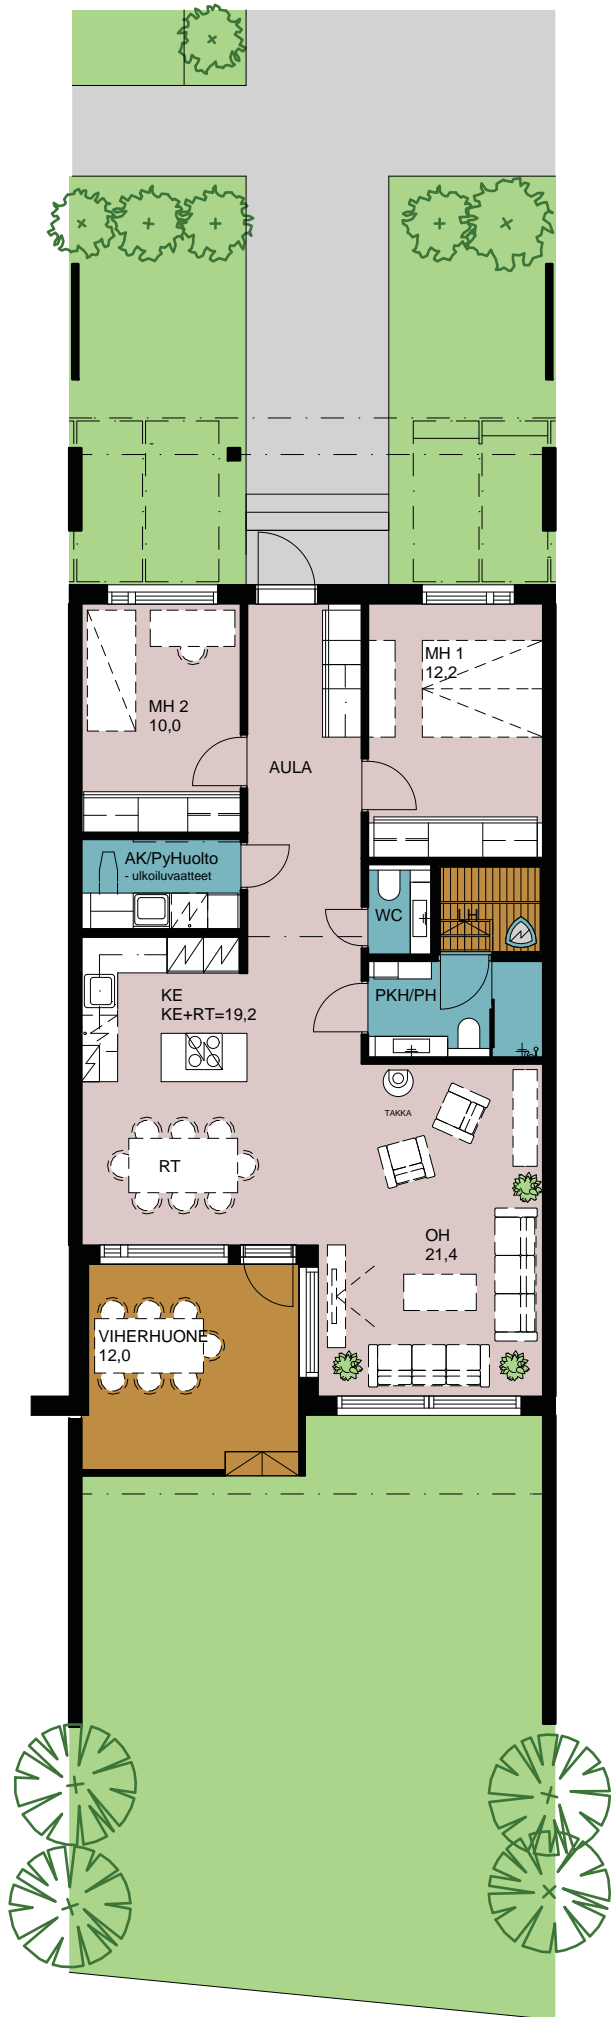 MH 1
12,2
MH 2
10,0
AULA
AK/PyHuolto
- ulkoiluvaatteet
WC
LH
KE
KE+RT=19,2
PKH/PH
TAKKA
RT
OH
21,4
VIHERHUONE
12,0